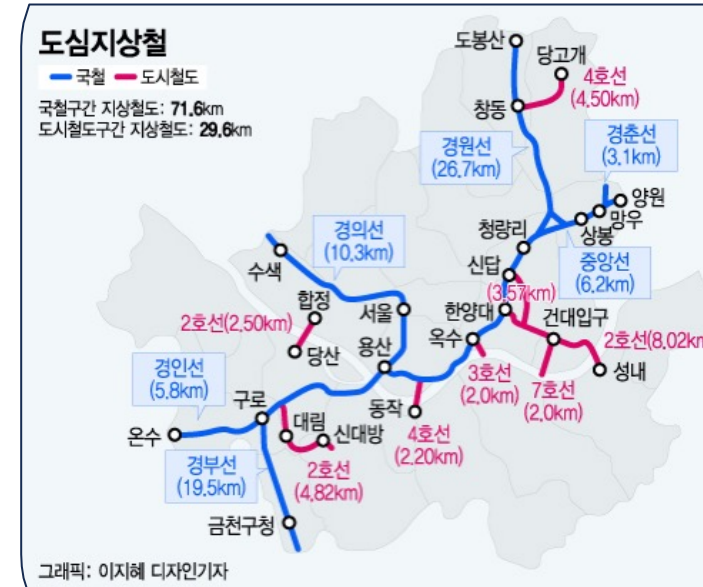 도심지상철
국철 도시철도
국철구간 지상철도: 71.6km
도시철도구간 지상철도: 29.6km
도봉산
당고개
4호선
(4.50km)
창동
경원선
(26.7km)
경춘선
(3.1km)
양원
망우
상봉
청량리
중앙선
(6.2km)
신답
(3.57km)
경의선
(10.3km)
수색
합정
2호선(2.50km)
당산
서울
용산
한양대
옥수
건대입구
2호선(8.02km)
성내
3호선
(2.0km)
7호선
(2.0km)
경인선
(5.8km)
구로
온수
대림
신대방
동작
4호선
(2.20km)
2호선
(4.82km)
경부선
(19.5km)
금천구청
그래픽: 이지혜 디자인기자